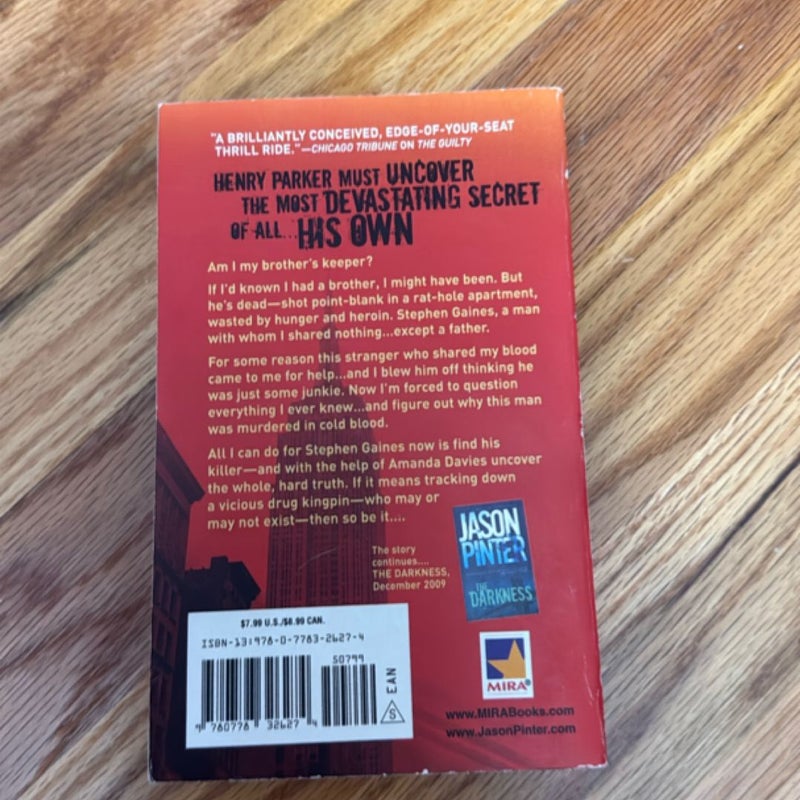 "A BRILLIANTLY CONCEIVED, EDGE-OF-YOUR-SEAT
THRILL RIDE."—CHICAGO TRIBUNE ON THE GUILTY
HENRY PARKER MUST UNCOVER
THE MOST DEVASTATING SECRET
OF ALL...HIS OWN
Am I my brother's keeper?
If I'd known I had a brother, I might have been. But
he's dead—shot point-blank in a rat-hole apartment,
wasted by hunger and heroin. Stephen Gaines, a man
with whom I shared nothing...except a father.
For some reason this stranger who shared my blood
came to me for help...and I blew him off thinking he
was just some junkie. Now I'm forced to question
everything I ever knew...and figure out why this man
was murdered in cold blood.
All I can do for Stephen Gaines now is find his
killer—and with the help of Amanda Davies uncover
the whole, hard truth. If it means tracking down
a vicious drug kingpin—who may or
may not exist—then so be it....
The story
continues....
THE DARKNESS,
December 2009
JASON
PINTER
THE
DARKNESS
$7.99 U.S./$8.99 CAN.
ISBN-13:978-0-7783-2627-4
50799
9 780778 326274
EAN
S
MIRA®
www.MIRABooks.com
www.JasonPinter.com